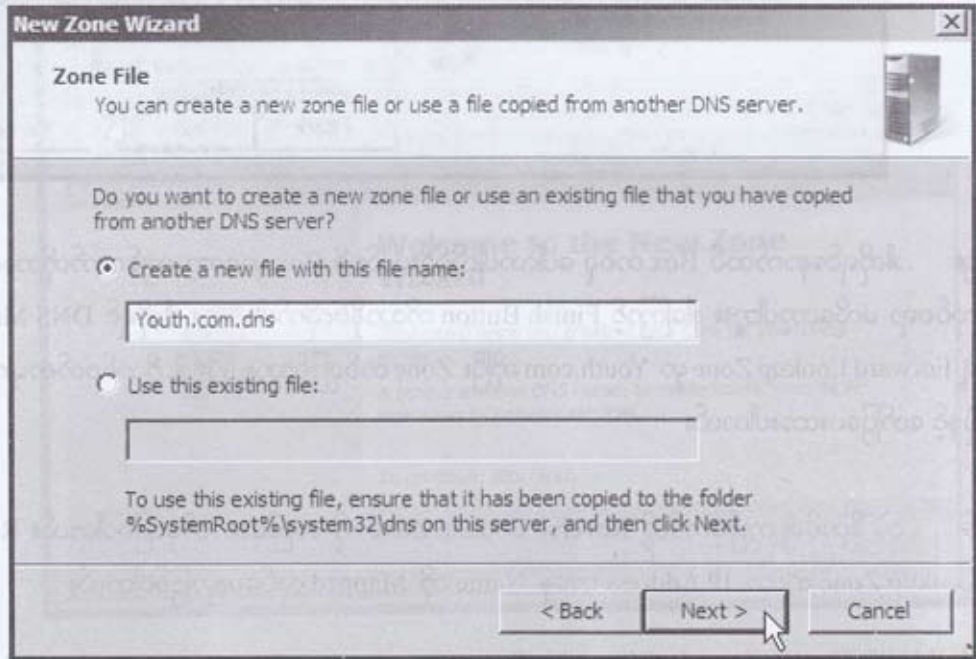 New Zone Wizard
Zone File
You can create a new zone file or use a file copied from another DNS server.
Do you want to create a new zone file or use an existing file that you have copied
from another DNS server?
Create a new file with this file name:
Youth.com.dns
Use this existing file:
To use this existing file, ensure that it has been copied to the folder
%SystemRoot%\system32\dns on this server, and then click Next.
< Back
Next >
Cancel